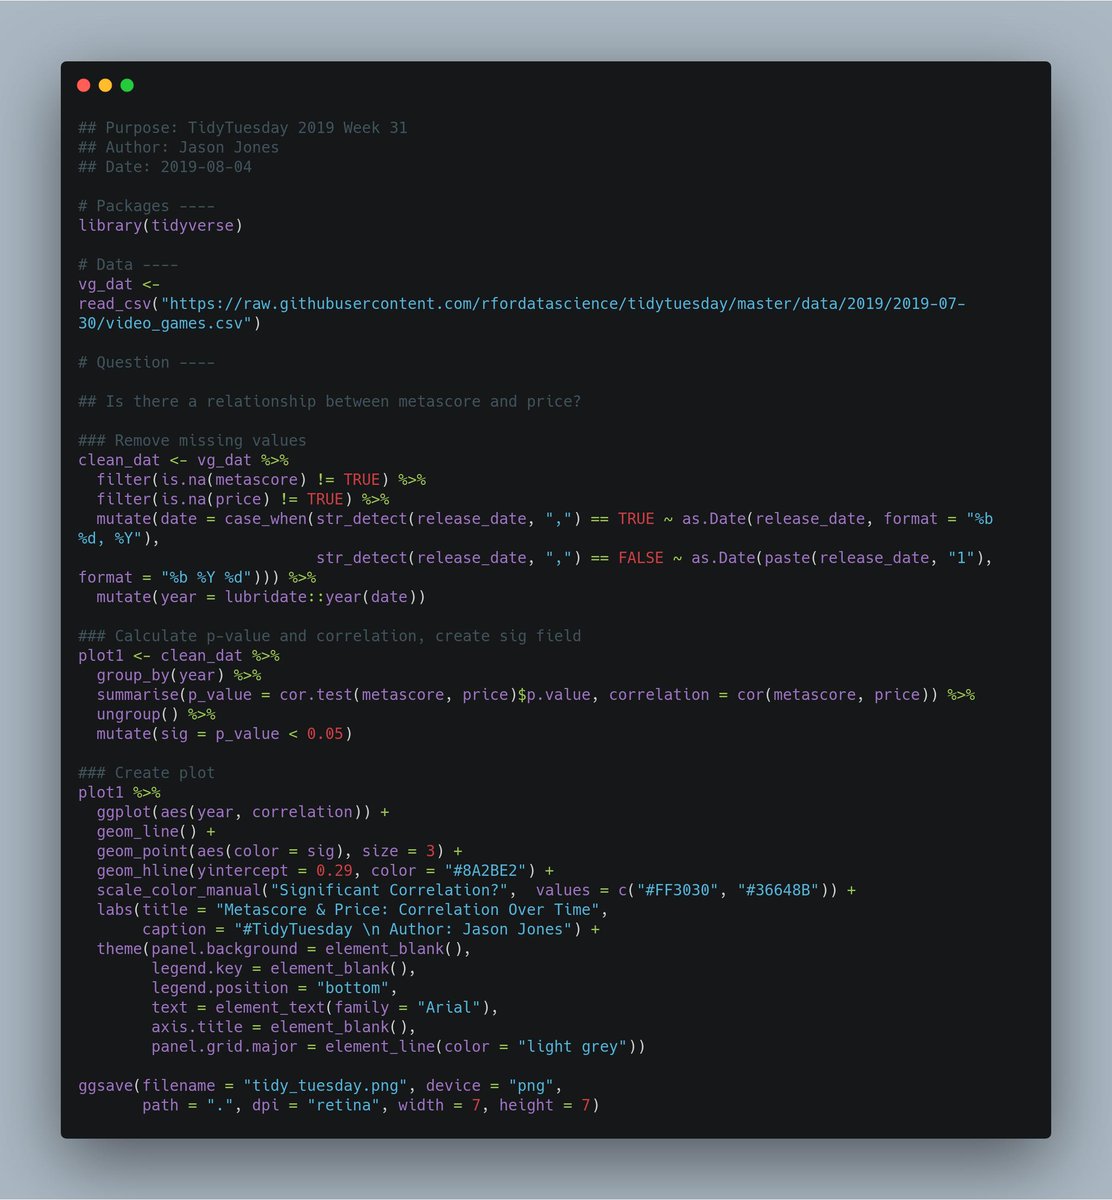 ## Purpose: TidyTuesday 2019 Week 31
## Author: Jason Jones
## Date: 2019-08-04

# Packages ----
library(tidyverse)

# Data ----
vg_dat <-
read_csv("https://raw.githubusercontent.com/rfordatascience/tidytuesday/master/data/2019/2019-07-
30/video_games.csv")

# Question ----

## Is there a relationship between metascore and price?

### Remove missing values
clean_dat <- vg_dat %>%
  filter(is.na(metascore) != TRUE) %>%
  filter(is.na(price) != TRUE) %>%
  mutate(date = case_when(str_detect(release_date, ",") == TRUE ~ as.Date(release_date, format = "%b
%d, %Y"),
                          str_detect(release_date, ",") == FALSE ~ as.Date(paste(release_date, "1"),
format = "%b %Y %d"))) %>%
  mutate(year = lubridate::year(date))

### Calculate p-value and correlation, create sig field
plot1 <- clean_dat %>%
  group_by(year) %>%
  summarise(p_value = cor.test(metascore, price)$p.value, correlation = cor(metascore, price)) %>%
  ungroup() %>%
  mutate(sig = p_value < 0.05)

### Create plot
plot1 %>%
  ggplot(aes(year, correlation)) +
  geom_line() +
  geom_point(aes(color = sig), size = 3) +
  geom_hline(yintercept = 0.29, color = "#8A2BE2") +
  scale_color_manual("Significant Correlation?",  values = c("#FF3030", "#36648B")) +
  labs(title = "Metascore & Price: Correlation Over Time",
       caption = "#TidyTuesday \n Author: Jason Jones") +
  theme(panel.background = element_blank(),
        legend.key = element_blank(),
        legend.position = "bottom",
        text = element_text(family = "Arial"),
        axis.title = element_blank(),
        panel.grid.major = element_line(color = "light grey"))

ggsave(filename = "tidy_tuesday.png", device = "png",
       path = ".", dpi = "retina", width = 7, height = 7)